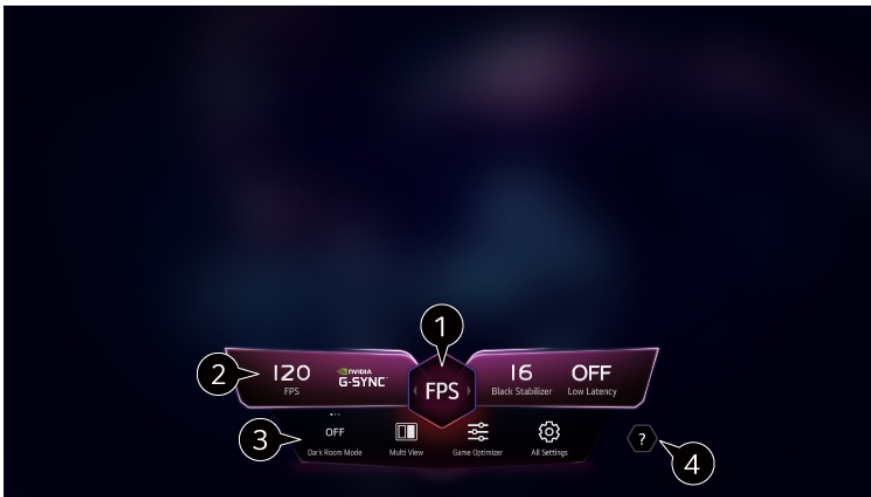 1
2
120
FPS
NVIDIA
G-SYNC
FPS
16
Black Stabilizer
OFF
Low Latency
3
OFF
Dark Room Mode
Multi View
Game Optimizer
All Settings
?
4